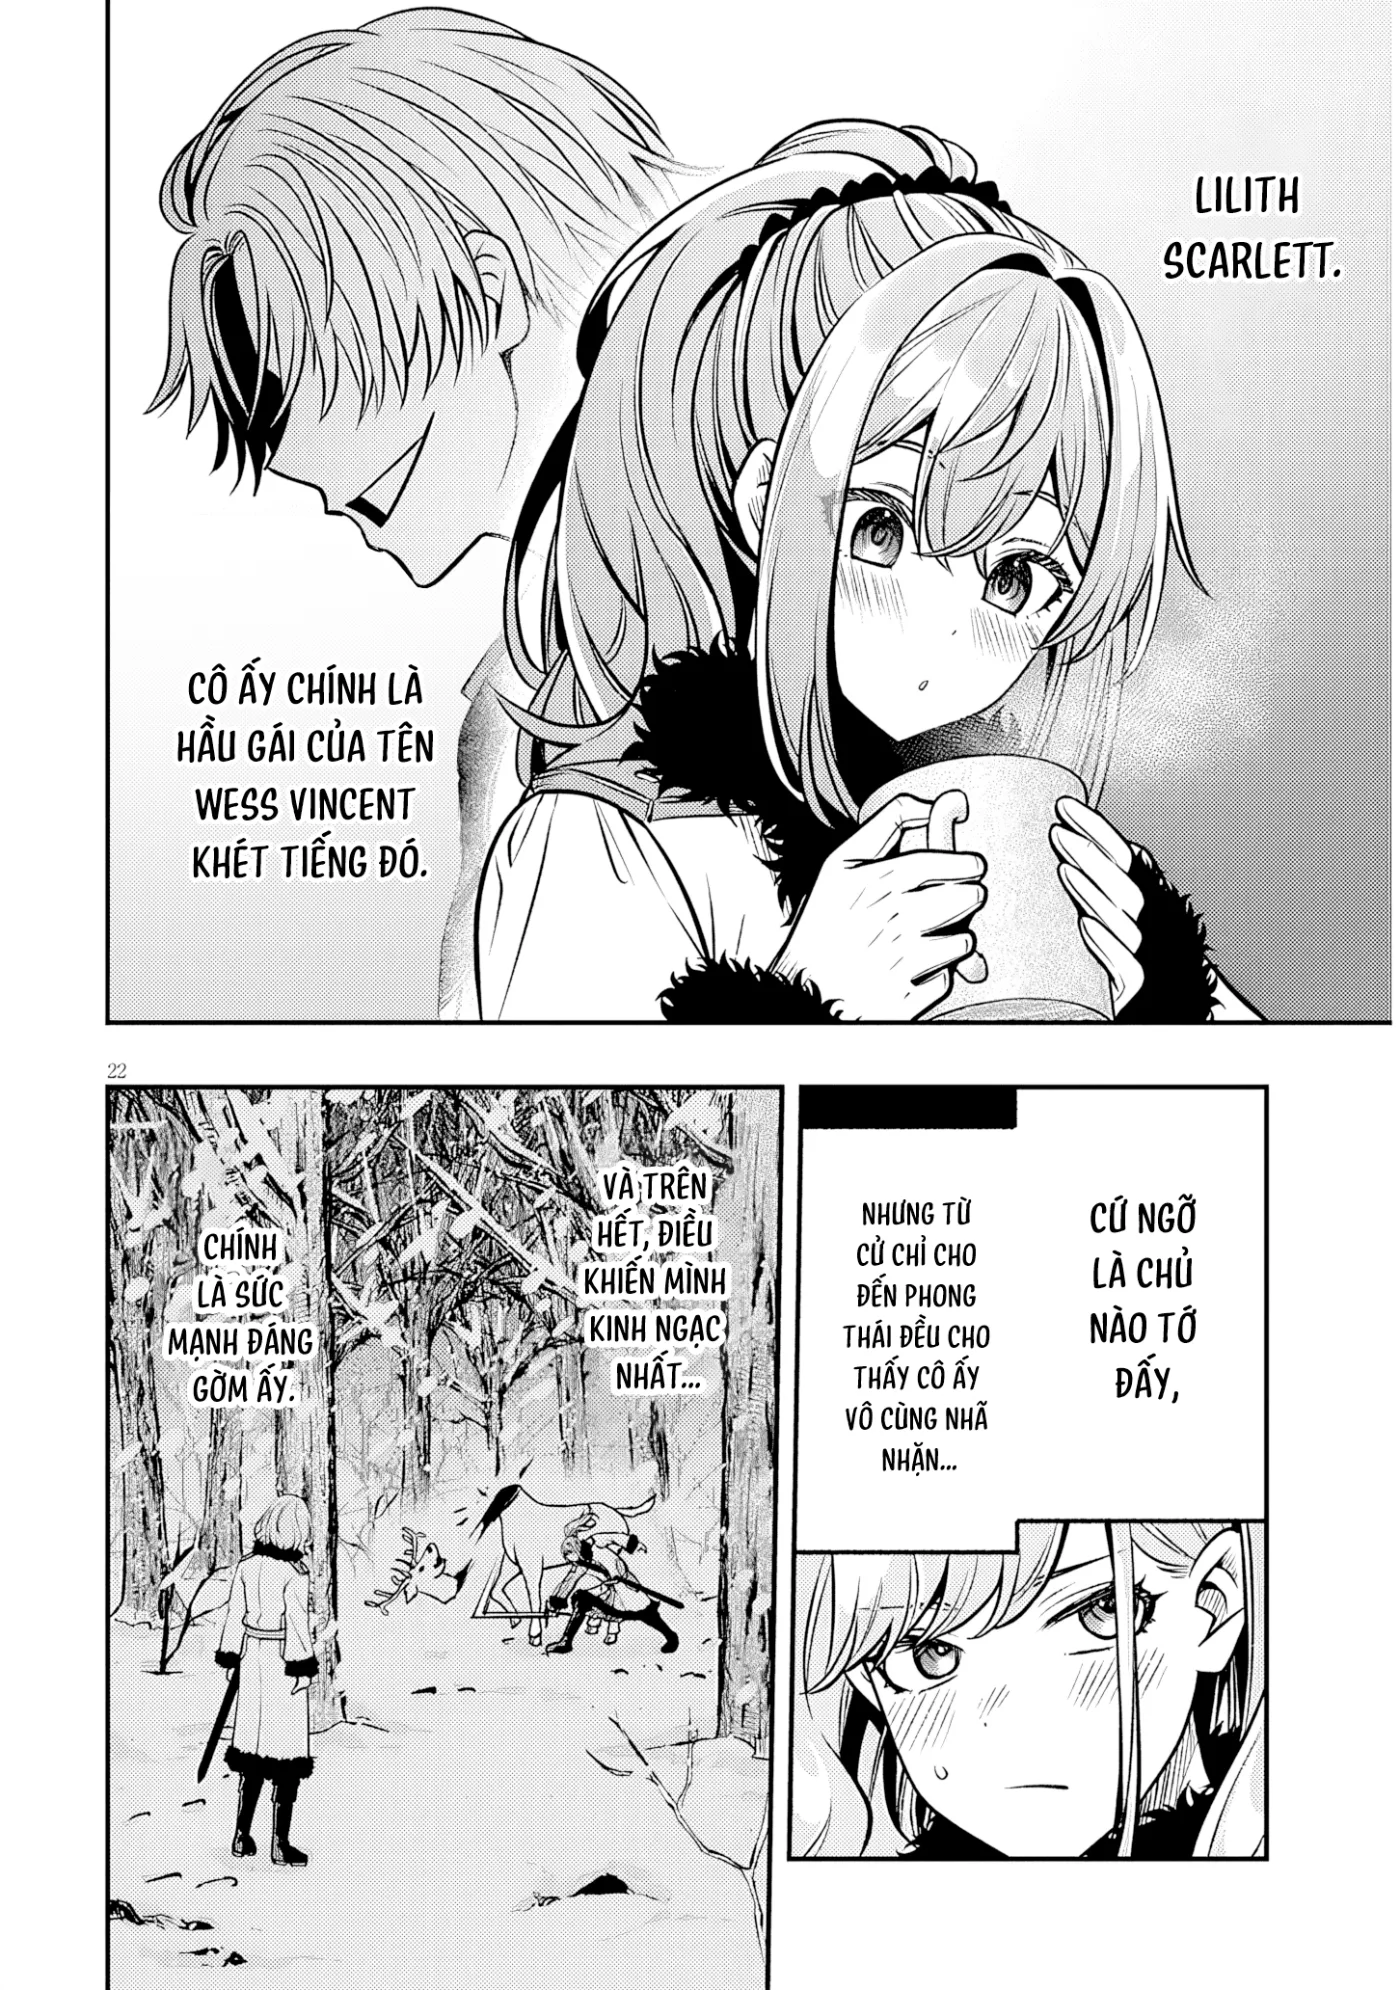 LILITH
SCARLETT.
CÔ ẤY CHÍNH LÀ
HẦU GÁI CỦA TÊN
WESS VINCENT
KHÉT TIẾNG ĐÓ.
22
CỨ NGỠ
LÀ CHỦ
NÀO TỚ
ĐẤY,
NHƯNG TỪ
CỬ CHỈ CHO
ĐẾN PHONG
THÁI ĐỀU CHO
THẤY CÔ ẤY
VÔ CÙNG NHÃ
NHẶN...
VÀ TRÊN
HẾT, ĐIỀU
KHIẾN MÌNH
KINH NGẠC
NHẤT...
CHÍNH
LÀ SỨC
MẠNH ĐÁNG
GỜM ẤY.